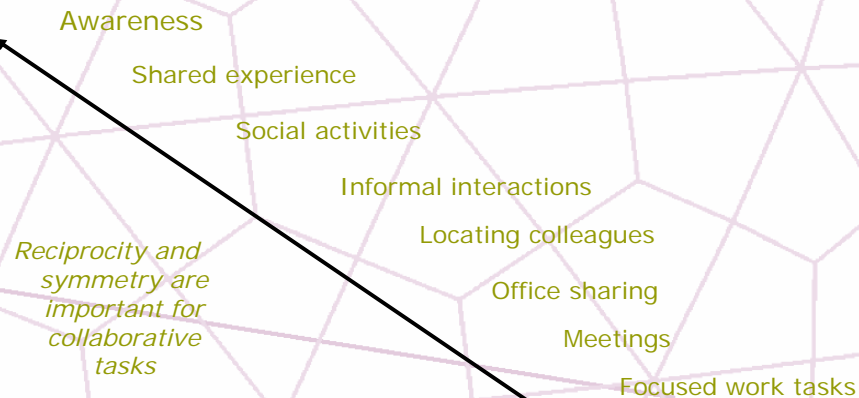 Awareness
Shared experience
Social activities
Informal interactions
Locating colleagues
Office sharing
Meetings
Focused work tasks
Reciprocity and
symmetry are
important for
collaborative
tasks